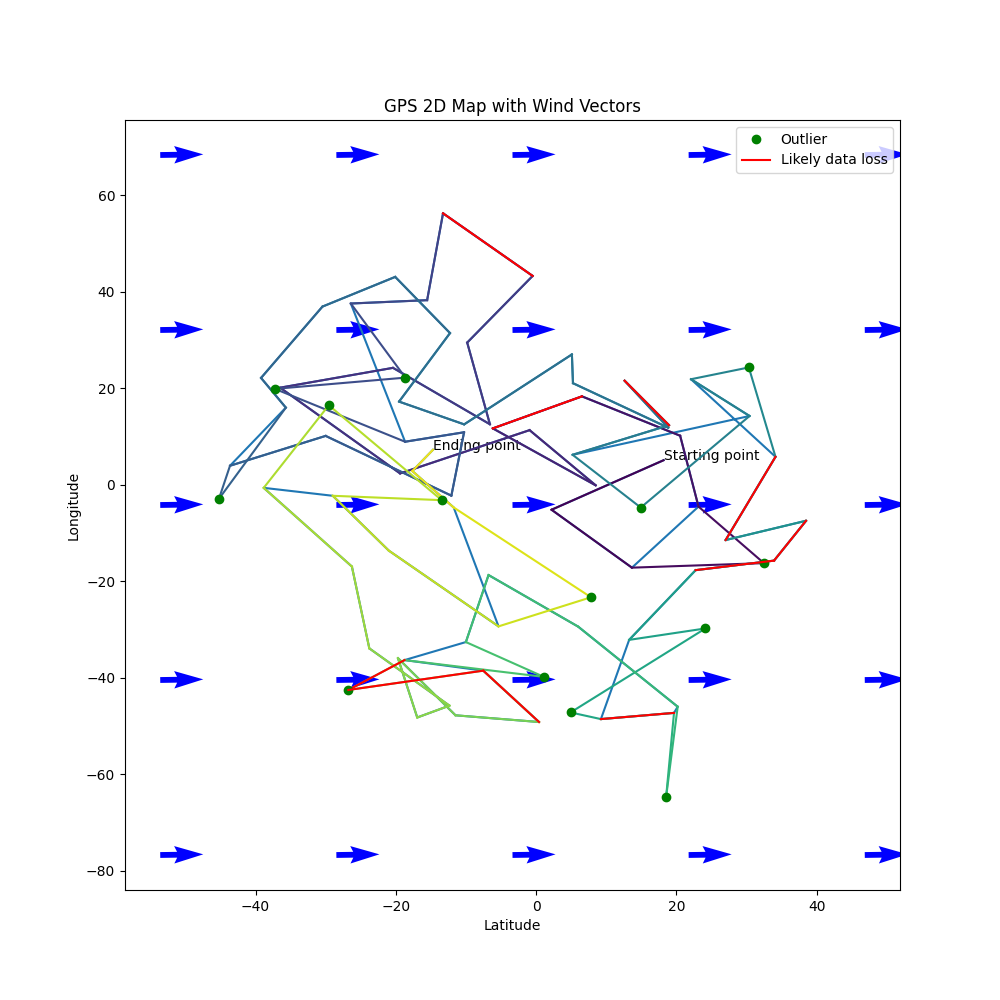 GPS 2D Map with Wind Vectors
Outlier
Likely data loss
60
40
20
0
−20
−40
−60
−80
Longitude
Ending point
Starting point
−40
−20
0
20
40
Latitude